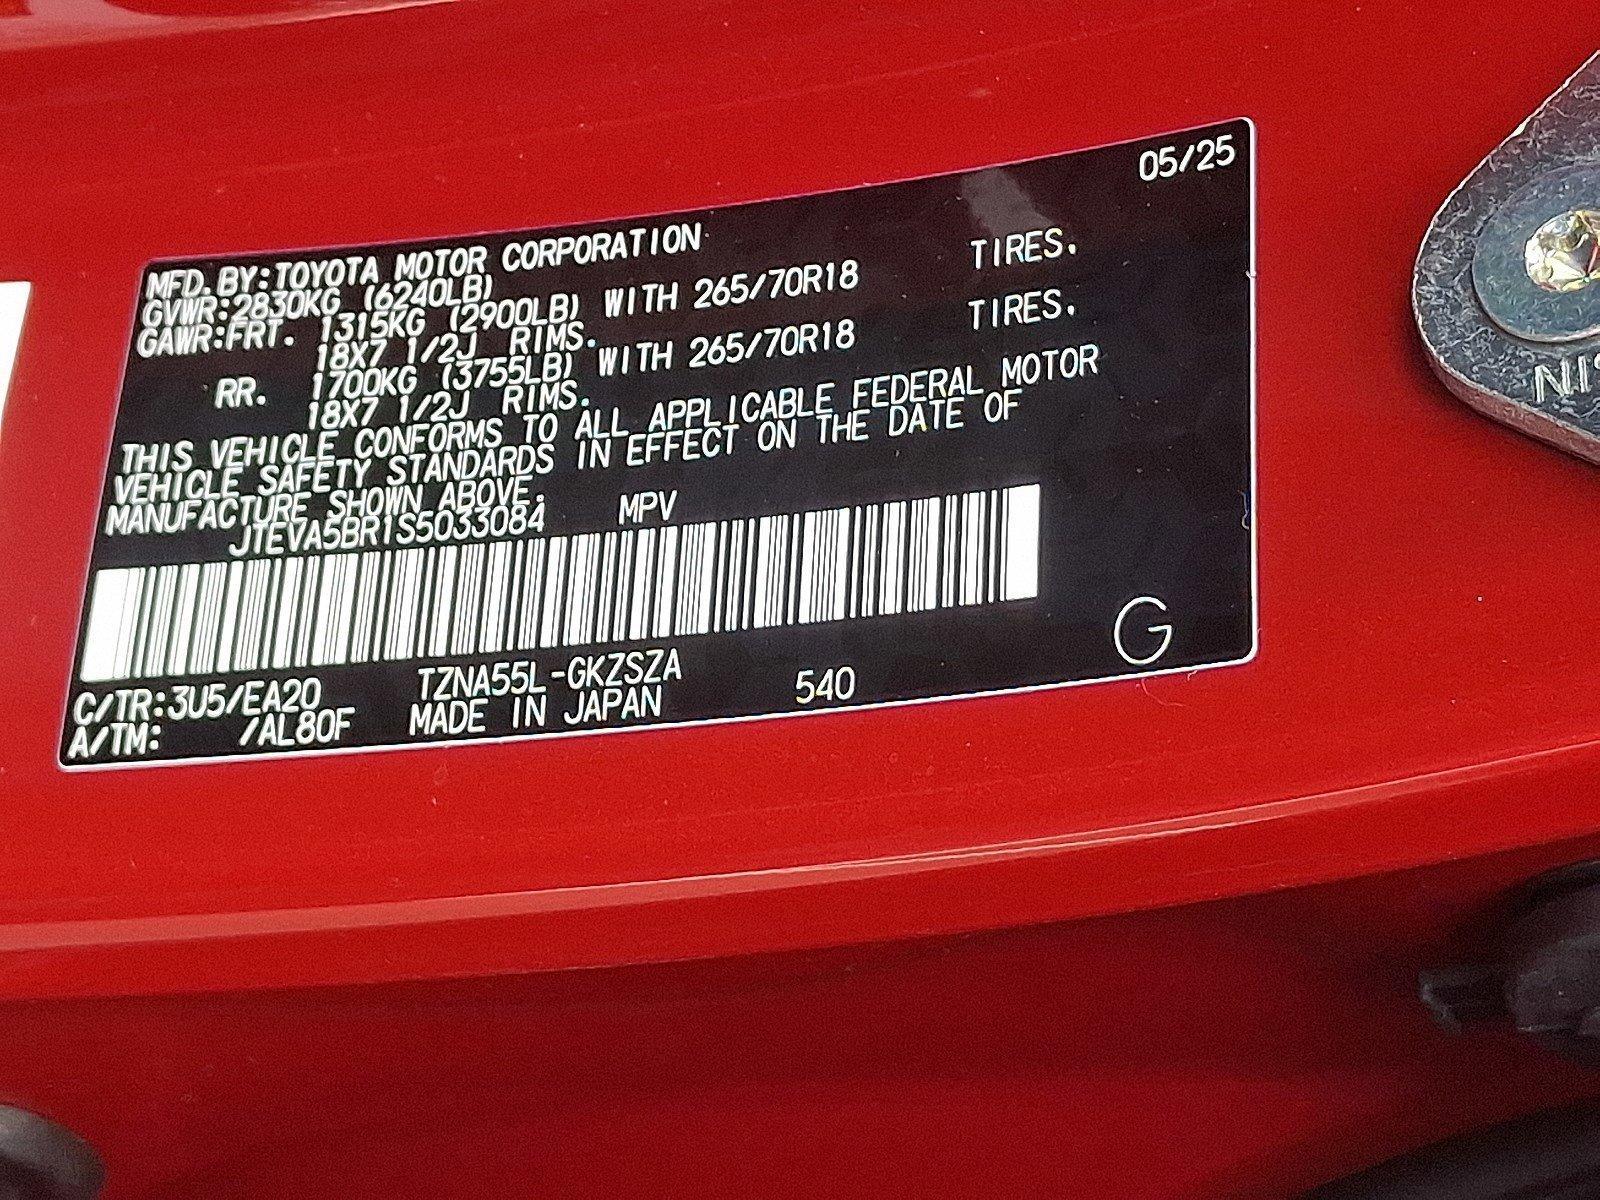 05/25
MFD.BY:TOYOTA MOTOR CORPORATION
GVWR:2830KG (6240LB)
GAWR:FRT. 1315KG (2900LB) WITH 265/70R18 TIRES.
18X7 1/2J RIMS.
RR. 1700KG (3755LB) WITH 265/70R18 TIRES.
18X7 1/2J RIMS.
THIS VEHICLE CONFORMS TO ALL APPLICABLE FEDERAL MOTOR
VEHICLE SAFETY STANDARDS IN EFFECT ON THE DATE OF
MANUFACTURE SHOWN ABOVE.
JTEVA5BR1S5033084 MPV
G
C/TR:3U5/EA20 TZNA55L-GKZSZA
A/TM: /AL80F MADE IN JAPAN 540